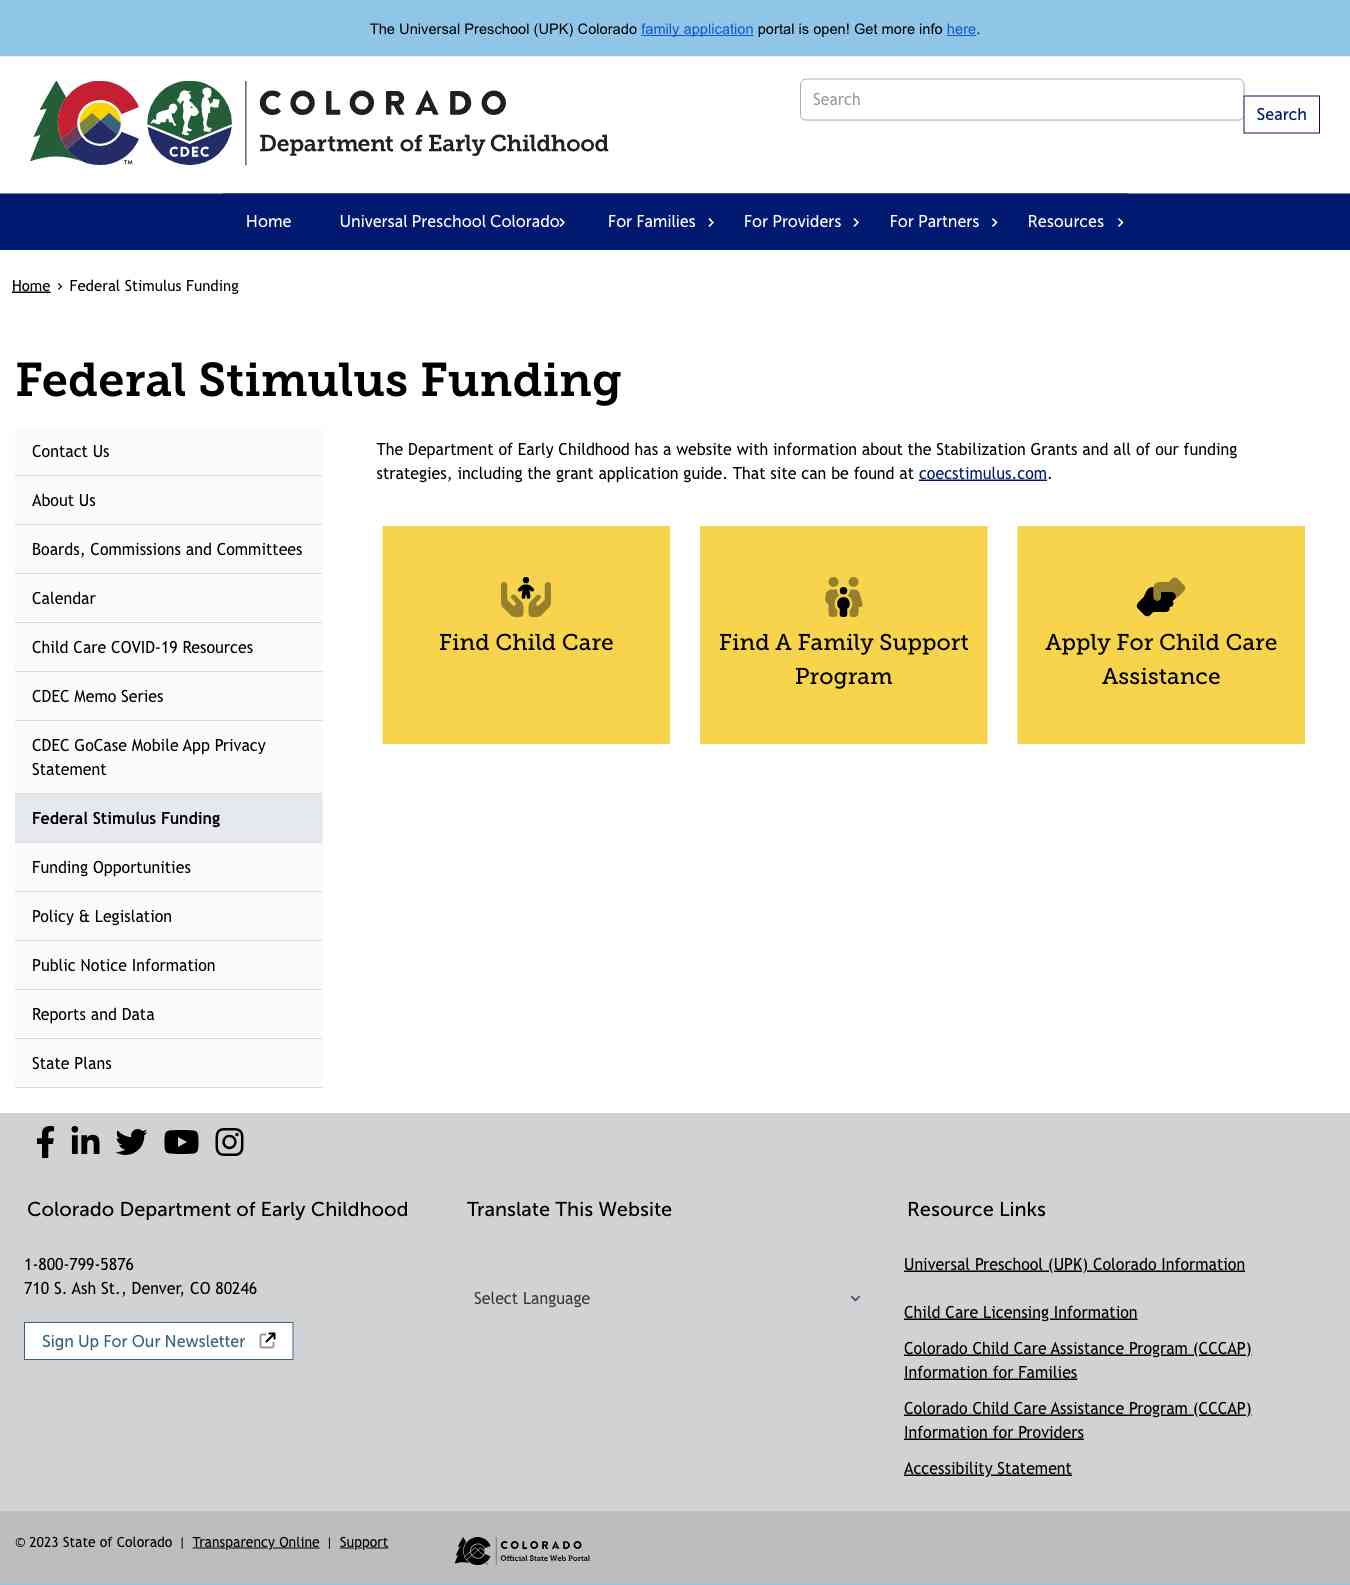 The Universal Preschool (UPK) Colorado family application portal is open! Get more info here.
CDEC
TM
COLORADO
Department of Early Childhood
Search
Search
Home
Universal Preschool Colorado
For Families
For Providers
For Partners
Resources
Home › Federal Stimulus Funding
Federal Stimulus Funding
Contact Us
About Us
Boards, Commissions and Committees
Calendar
Child Care COVID-19 Resources
CDEC Memo Series
CDEC GoCase Mobile App Privacy
Statement
Federal Stimulus Funding
Funding Opportunities
Policy & Legislation
Public Notice Information
Reports and Data
State Plans
The Department of Early Childhood has a website with information about the Stabilization Grants and all of our funding
strategies, including the grant application guide. That site can be found at coecstimulus.com.
Find Child Care
Find A Family Support
Program
Apply For Child Care
Assistance
Colorado Department of Early Childhood
1-800-799-5876
710 S. Ash St., Denver, CO 80246
Sign Up For Our Newsletter
Translate This Website
Select Language
Resource Links
Universal Preschool (UPK) Colorado Information
Child Care Licensing Information
Colorado Child Care Assistance Program (CCCAP)
Information for Families
Colorado Child Care Assistance Program (CCCAP)
Information for Providers
Accessibility Statement
© 2023 State of Colorado | Transparency Online | Support
COLORADO
Official State Web Portal